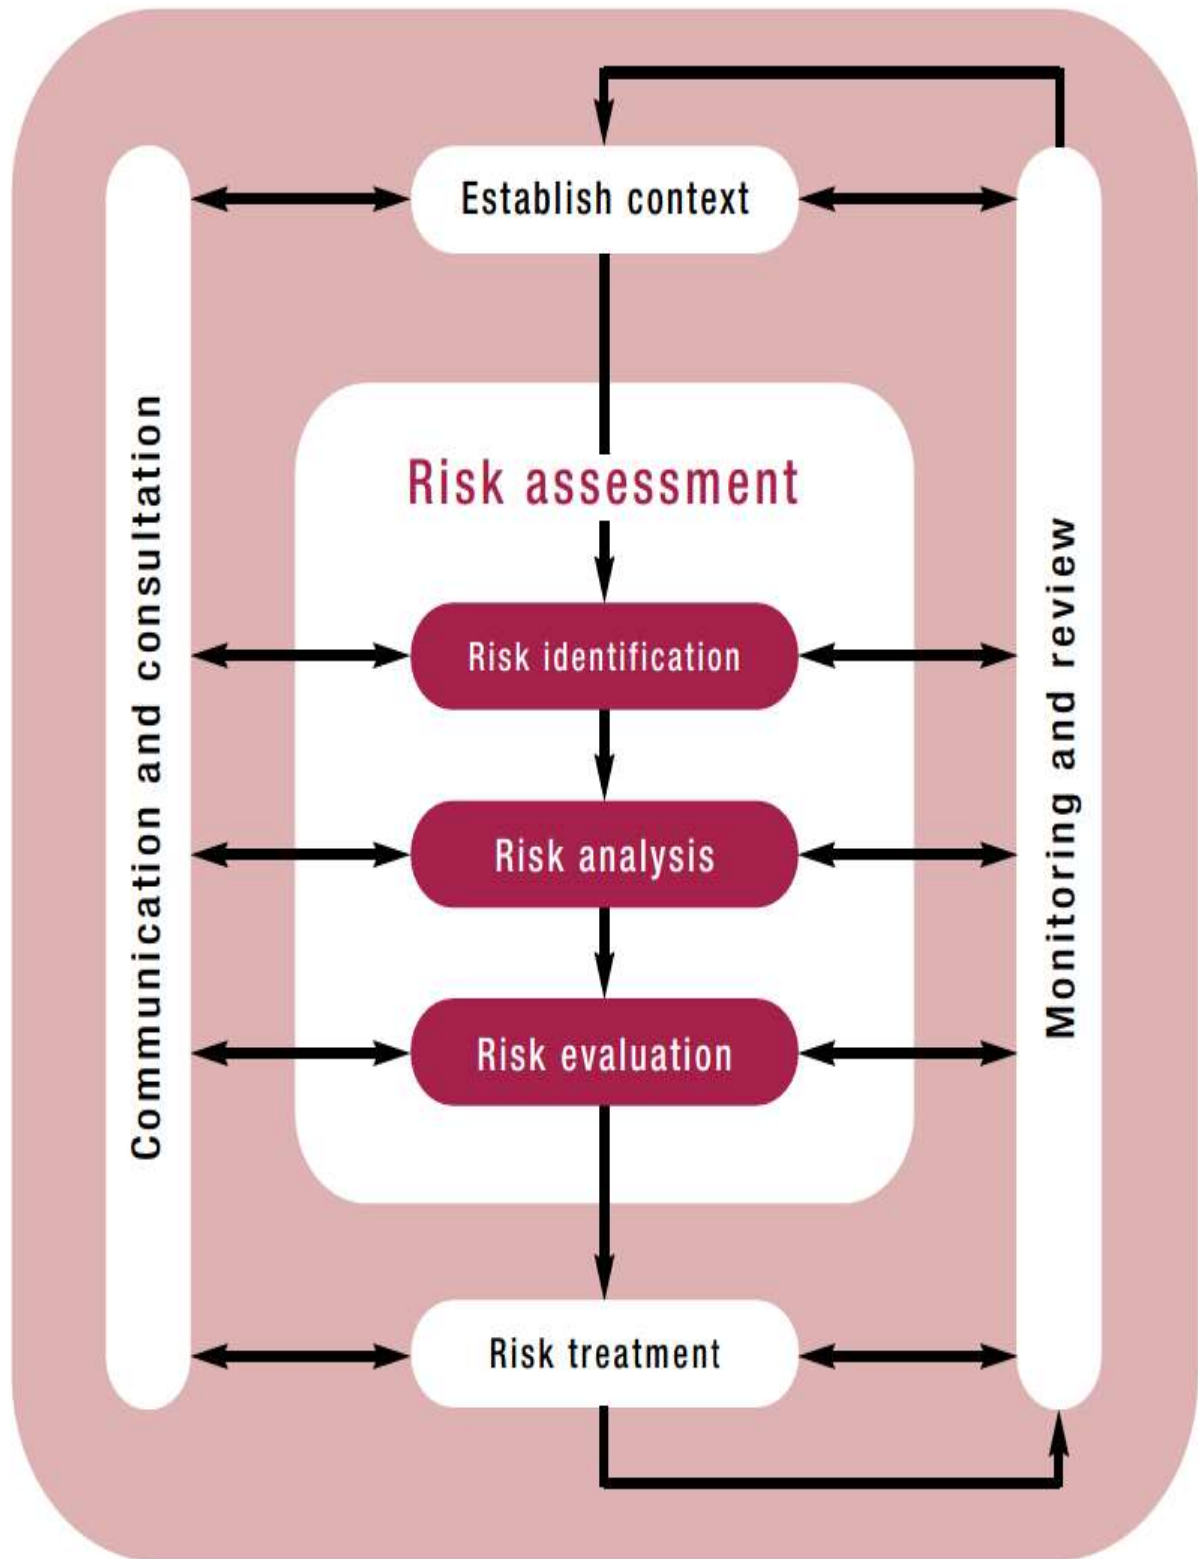 Establish context
Communication and consultation
Risk assessment
Monitoring and review
Risk identification
Risk analysis
Risk evaluation
Risk treatment